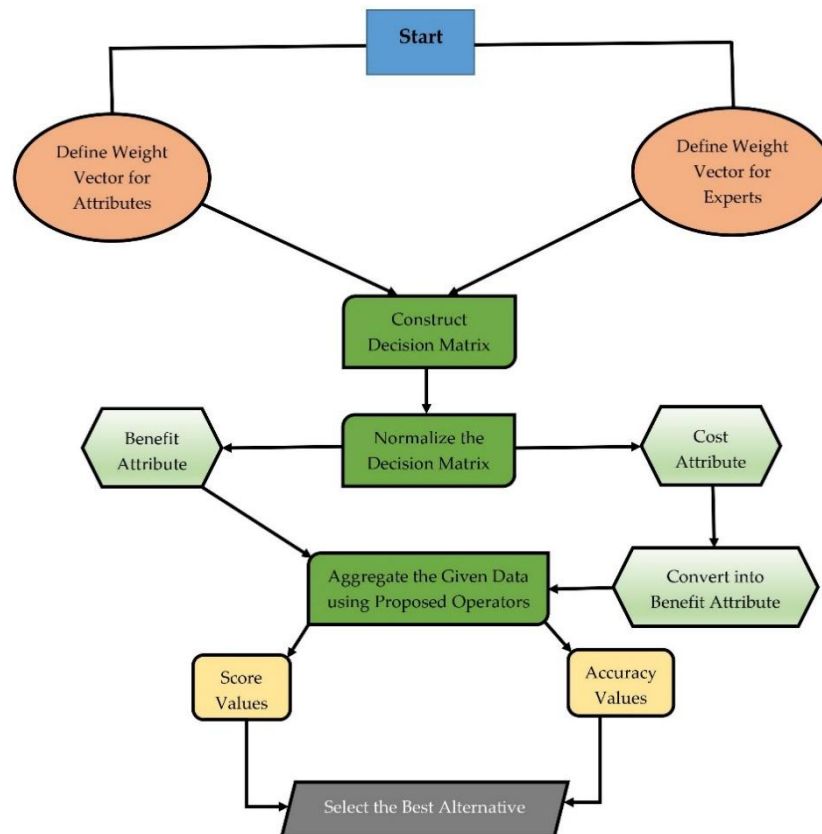 Start
Define Weight
Vector for
Attributes
Define Weight
Vector for
Experts
Construct
Decision Matrix
Benefit
Attribute
Normalize the
Decision Matrix
Cost
Attribute
Aggregate the Given Data
using Proposed Operators
Convert into
Benefit Attribute
Score
Values
Accuracy
Values
Select the Best Alternative